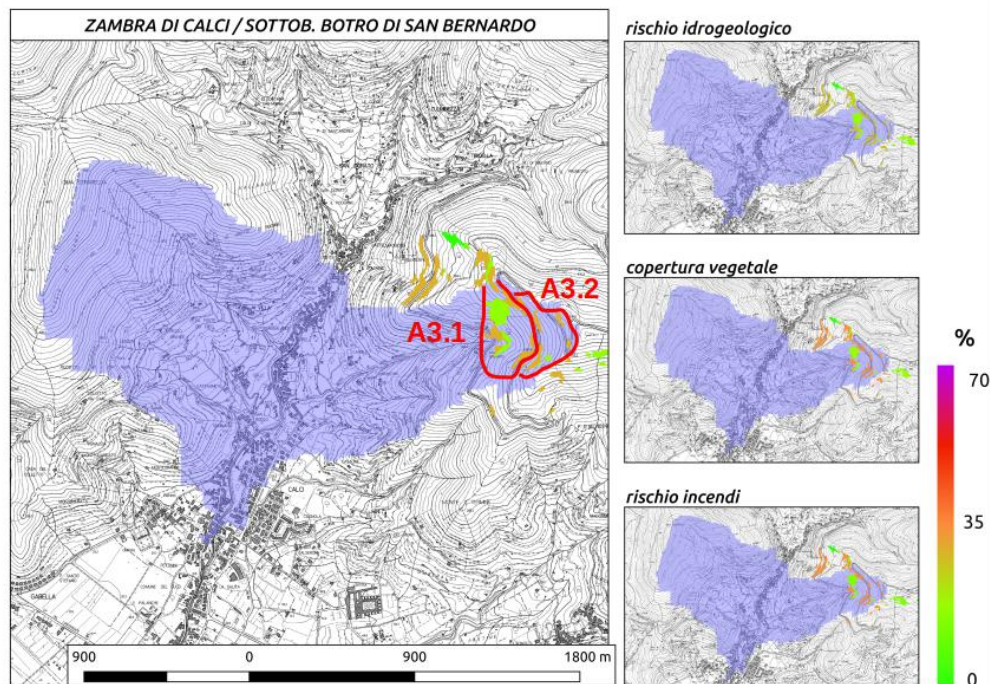 ZAMBRA DI CALCI / SOTTOB. BOTRO DI SAN BERNARDO
A3.2
A3.1
CALCI
GABELLA
900 0 900 1800 m
rischio idrogeologico
copertura vegetale
rischio incendi
%
70
35
0